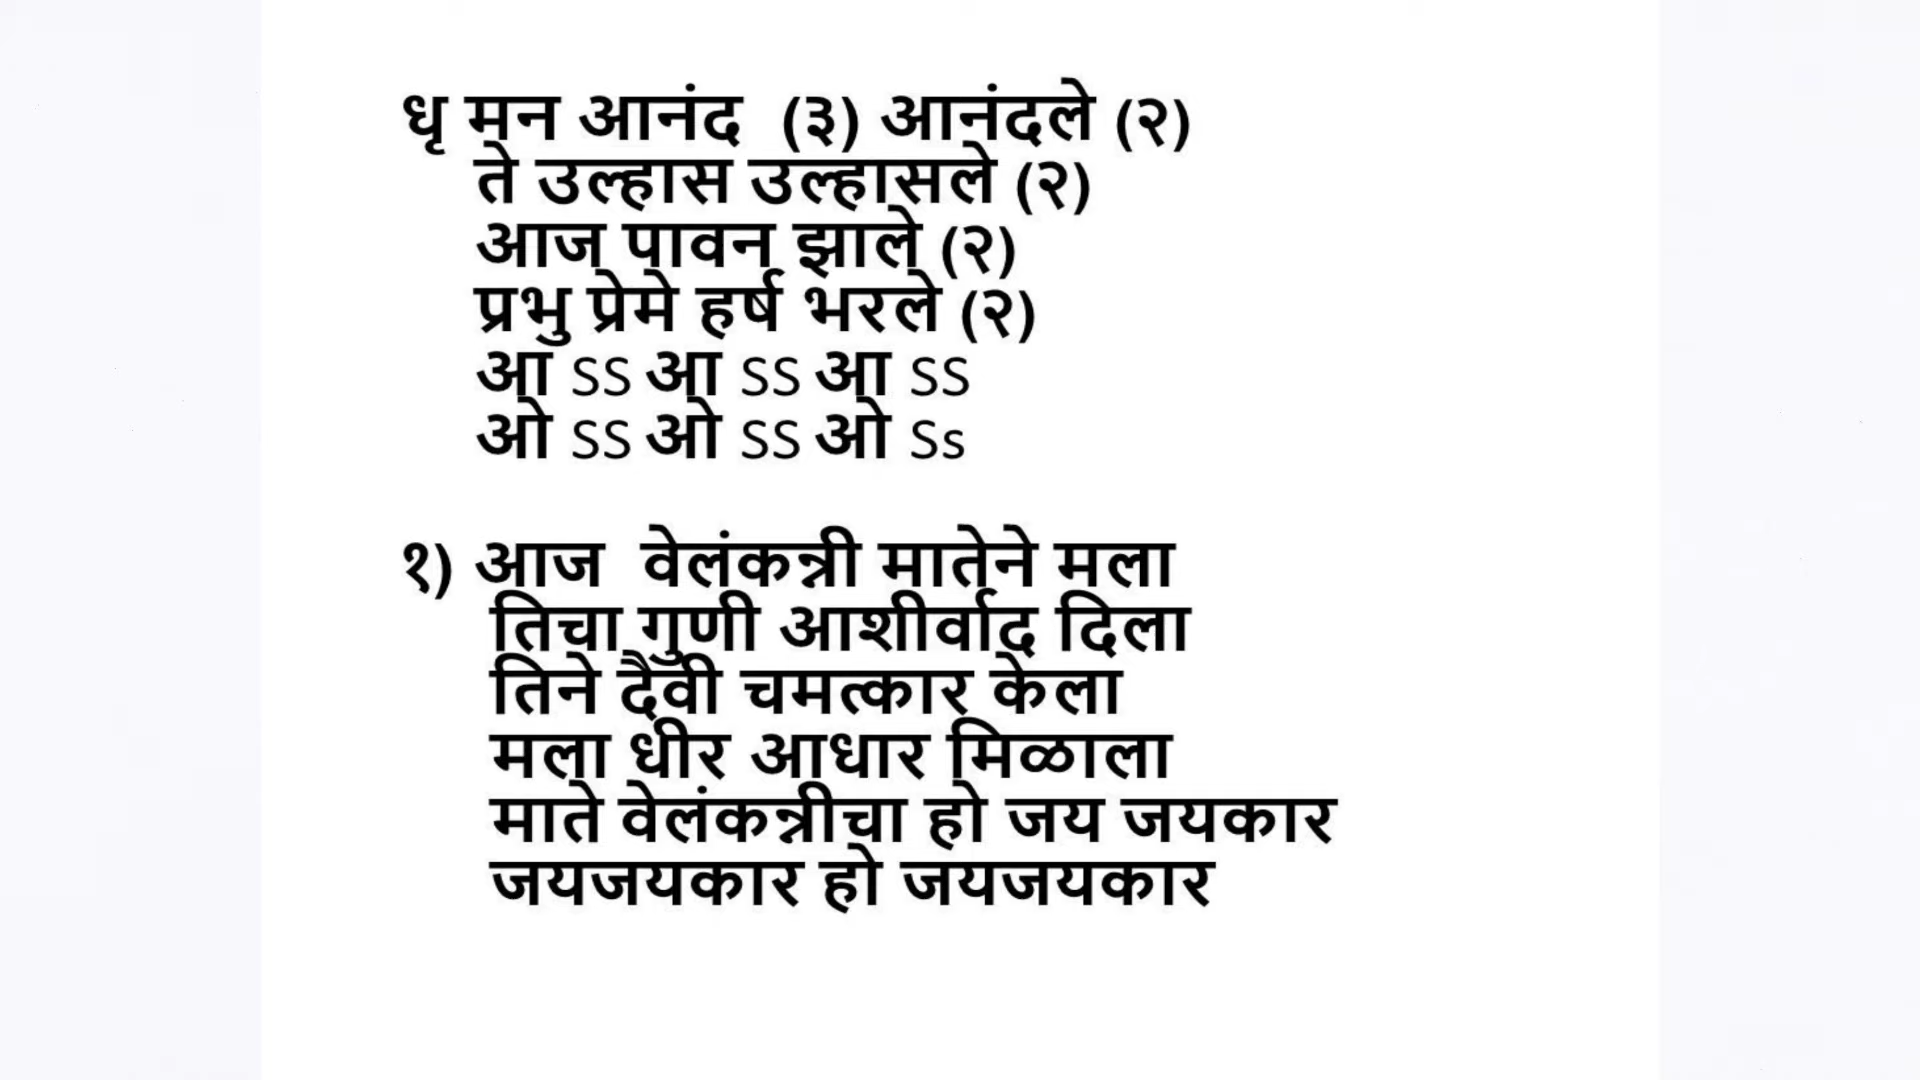 धृ मन आनंद (३) आनंदले (२)
ते उल्हास उल्हासले (२)
आज पावन झाले (२)
प्रभु प्रेमे हर्ष भरले (२)
आ SS आ SS आ SS
ओ SS ओ SS ओ Ss
१) आज वेलंकन्नी मातेने मला
तिचा गुणी आशीर्वाद दिला
तिने दैवी चमत्कार केला
मला धीर आधार मिळाला
माते वेलंकन्नीचा हो जय जयकार
जयजयकार हो जयजयकार